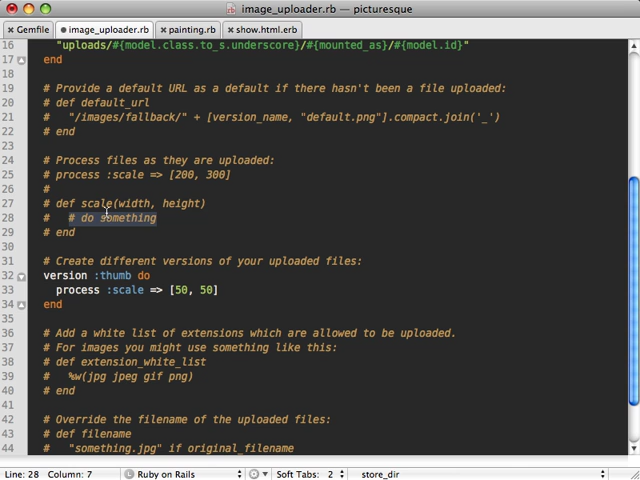 image_uploader.rb — picturesque
Gemfile
image_uploader.rb
painting.rb
show.html.erb
16 "uploads/#{model.class.to_s.underscore}/#{mounted_as}/#{model.id}"
17 end
18
19 # Provide a default URL as a default if there hasn't been a file uploaded:
20 # def default_url
21 #   "/images/fallback/" + [version_name, "default.png"].compact.join('_')
22 # end
23
24 # Process files as they are uploaded:
25 # process :scale => [200, 300]
26 #
27 # def scale(width, height)
28 #   # do something
29 # end
30
31 # Create different versions of your uploaded files:
32 version :thumb do
33   process :scale => [50, 50]
34 end
35
36 # Add a white list of extensions which are allowed to be uploaded.
37 # For images you might use something like this:
38 # def extension_white_list
39 #   %w(jpg jpeg gif png)
40 # end
41
42 # Override the filename of the uploaded files:
43 # def filename
44 #   "something.jpg" if original_filename
Line: 28 Column: 7 Ruby on Rails Soft Tabs: 2 store_dir